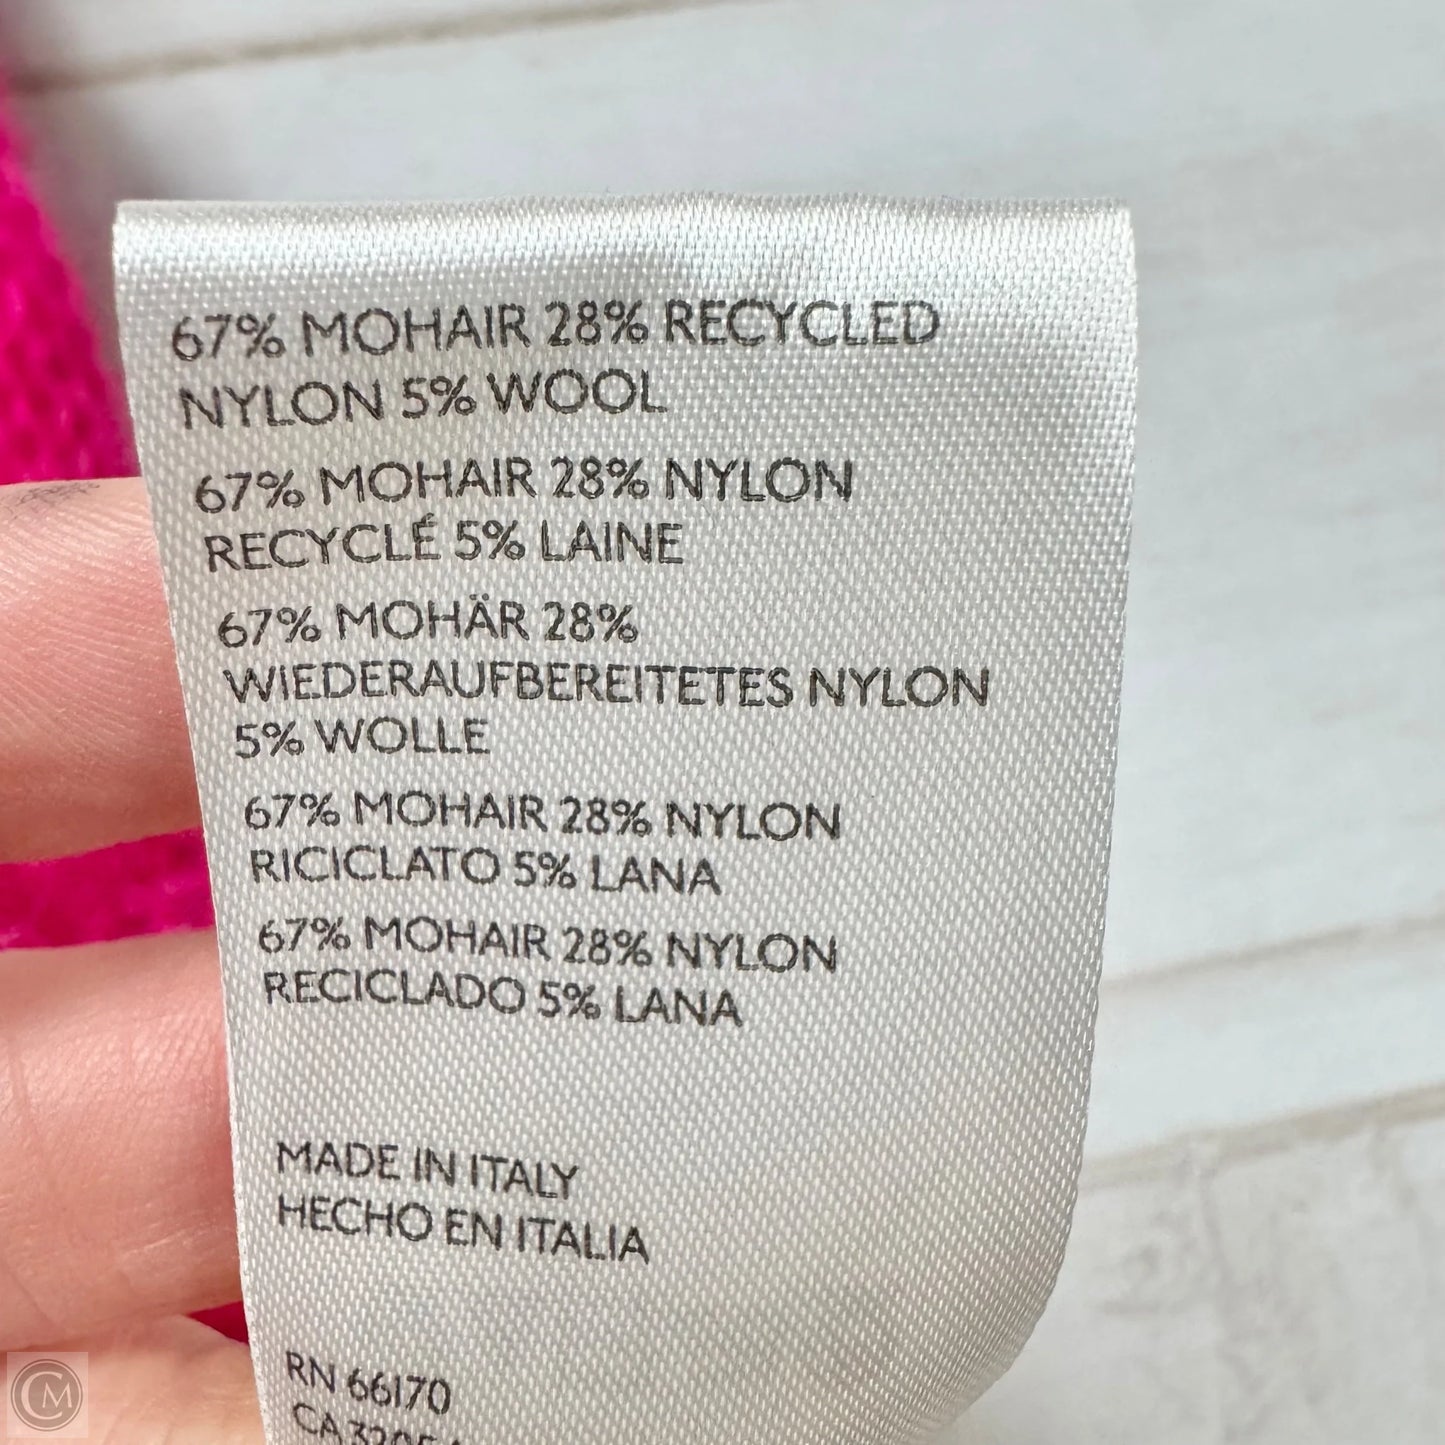 67% MOHAIR 28% RECYCLED
NYLON 5% WOOL
67% MOHAIR 28% NYLON
RECYCLÉ 5% LAINE
67% MOHÄR 28%
WIEDERAUFBEREITETES NYLON
5% WOLLE
67% MOHAIR 28% NYLON
RICICLATO 5% LANA
67% MOHAIR 28% NYLON
RECICLADO 5% LANA
MADE IN ITALY
HECHO EN ITALIA
RN 66170
CA
CM